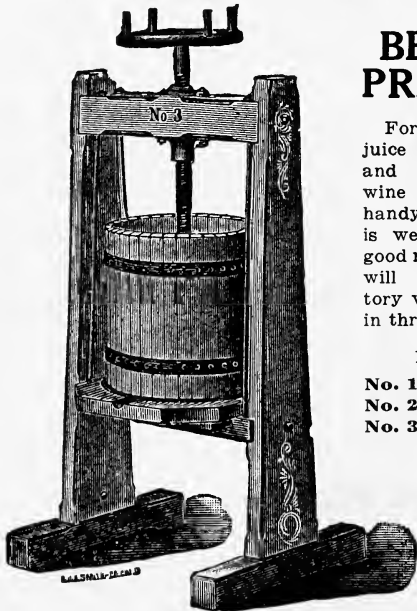 No 3
BE
PR
For
juice
and
wine
handy
is we
good r
will
tory v
in thr
No. 1
No. 2
No. 3